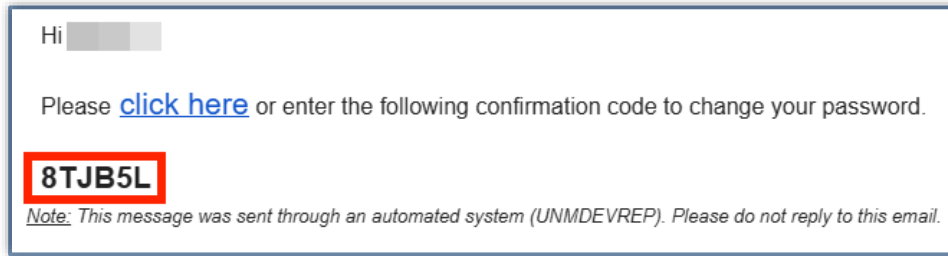 Hi
Please click here or enter the following confirmation code to change your password.
8TJB5L
Note: This message was sent through an automated system (UNMDEVREP). Please do not reply to this email.